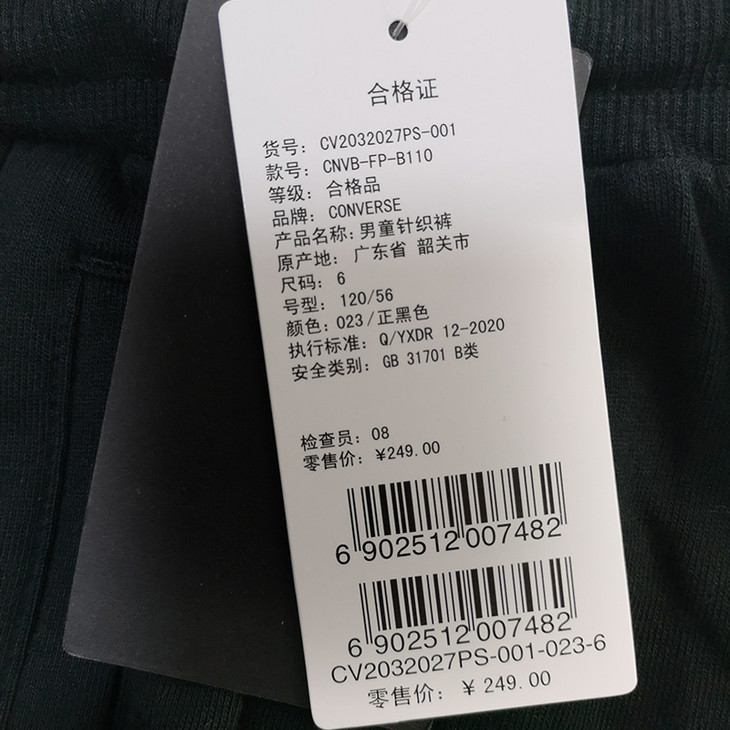 合格证
货号: CV2032027PS-001
款号: CNVB-FP-B110
等级: 合格品
品牌: CONVERSE
产品名称: 男童针织裤
原产地: 广东省 韶关市
尺码: 6
号型: 120/56
颜色: 023/正黑色
执行标准: Q/YXDR 12-2020
安全类别: GB 31701 B类
检查员: 08
零售价: ¥249.00
6 902512 007482
6 902512 007482
CV2032027PS-001-023-6
零售价: ¥ 249.00